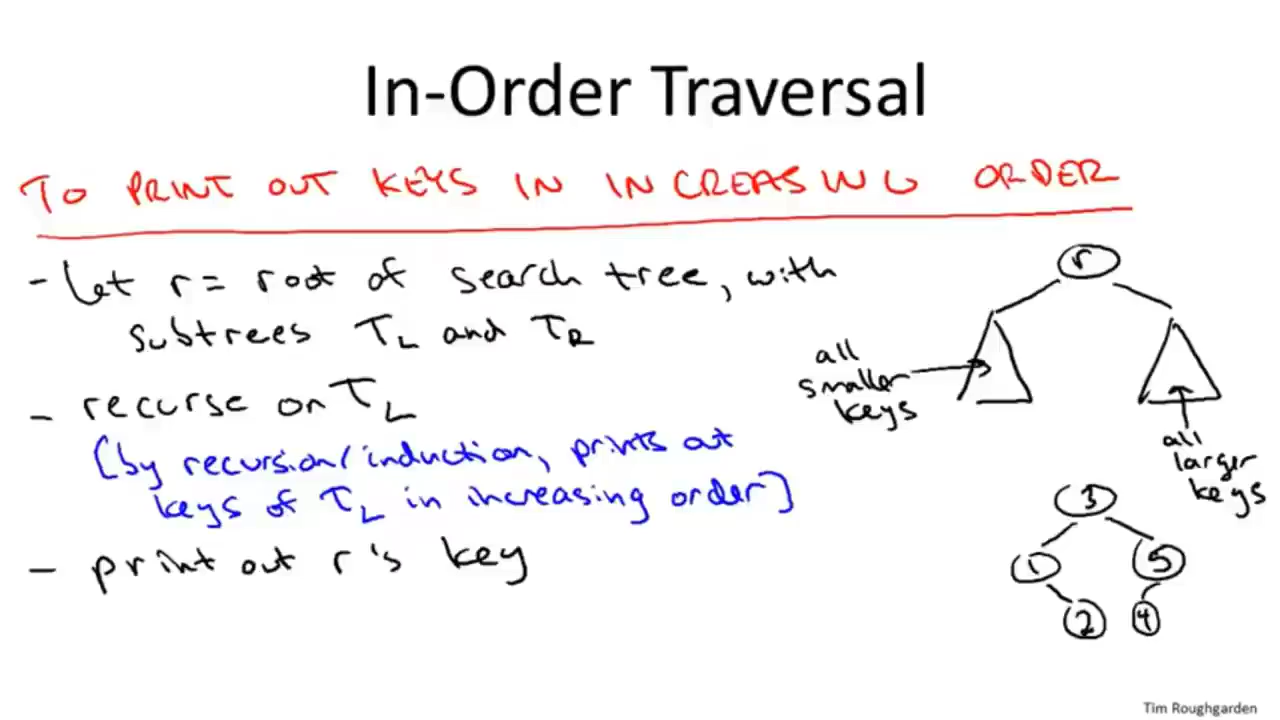 In-Order Traversal
TO PRINT OUT KEYS IN INCREASING ORDER
- let r = root of search tree, with
subtrees TL and TR
- recurse on TL
[by recursion/induction, prints out
keys of TL in increasing order]
- print out r's key
r
all
smaller
keys
all
larger
keys
3
1
5
2
4
Tim Roughgarden